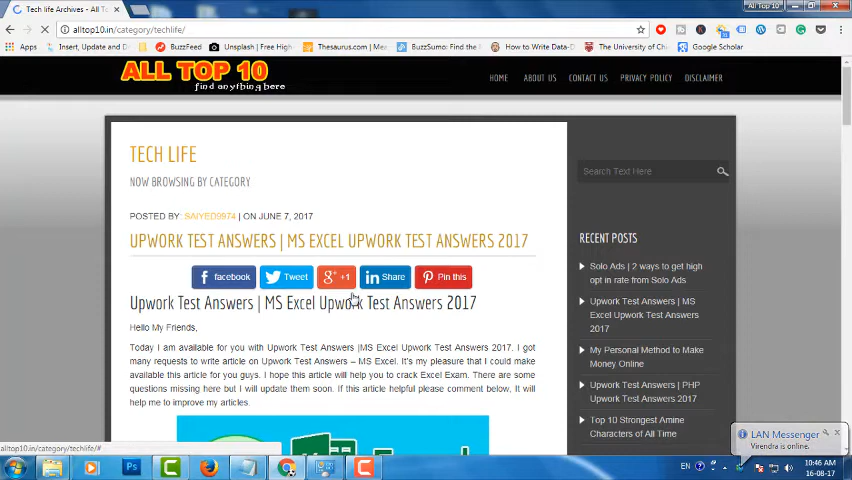 Tech life Archives - All To
All Top 10
alltop10.in/category/techlife/
Apps
Insert, Update and D
BuzzFeed
Unsplash | Free High
Thesaurus.com | Me
BuzzSumo: Find the M
How to Write Data-
The University of Chi
Google Scholar
ALL TOP 10
find anything here
HOME
ABOUT US
CONTACT US
PRIVACY POLICY
DISCLAIMER
TECH LIFE
NOW BROWSING BY CATEGORY
Search Text Here
POSTED BY: SAIYED9974 | ON JUNE 7, 2017
UPWORK TEST ANSWERS | MS EXCEL UPWORK TEST ANSWERS 2017
facebook
Tweet
g+ +1
Share
Pin this
Upwork Test Answers | MS Excel Upwork Test Answers 2017
Hello My Friends,
Today I am available for you with Upwork Test Answers |MS Excel Upwork Test Answers 2017. I got
many requests to write article on Upwork Test Answers – MS Excel. It's my pleasure that I could make
available this article for you guys. I hope this article will help you to crack Excel Exam. There are some
questions missing here but I will update them soon. If this article helpful please comment below, It will
help me to improve my articles.
RECENT POSTS
Solo Ads | 2 ways to get high
opt in rate from Solo Ads
Upwork Test Answers | MS
Excel Upwork Test Answers
2017
My Personal Method to Make
Money Online
Upwork Test Answers | PHP
Upwork Test Answers 2017
Top 10 Strongest Amine
Characters of All Time
LAN Messenger
Virendra is online.
alltop10.in/category/techlife/#
Ps
EN
10:46 AM
16-08-17